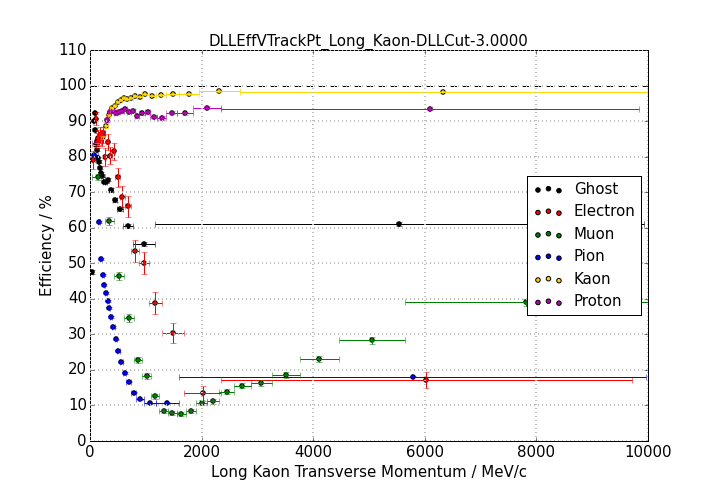 DLLEffVTrackPt_Long_Kaon-DLLCut-3.0000
110
100
90
80
70
60
50
40
30
20
10
0
Efficiency / %
Ghost
Electron
Muon
Pion
Kaon
Proton
0 2000 4000 6000 8000 10000
Long Kaon Transverse Momentum / MeV/c